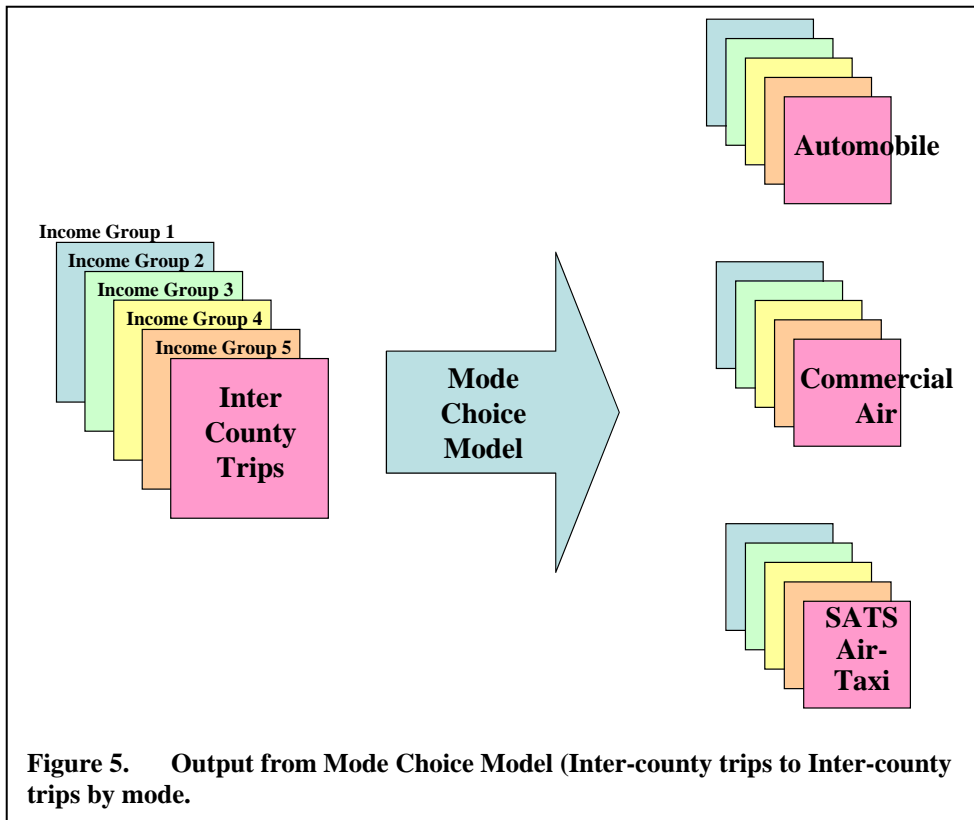 Automobile
Income Group 1
Income Group 2
Income Group 3
Income Group 4
Income Group 5
Inter
County
Trips
Mode
Choice
Model
Commercial
Air
SATS
Air-
Taxi
Figure 5. Output from Mode Choice Model (Inter-county trips to Inter-county
trips by mode.